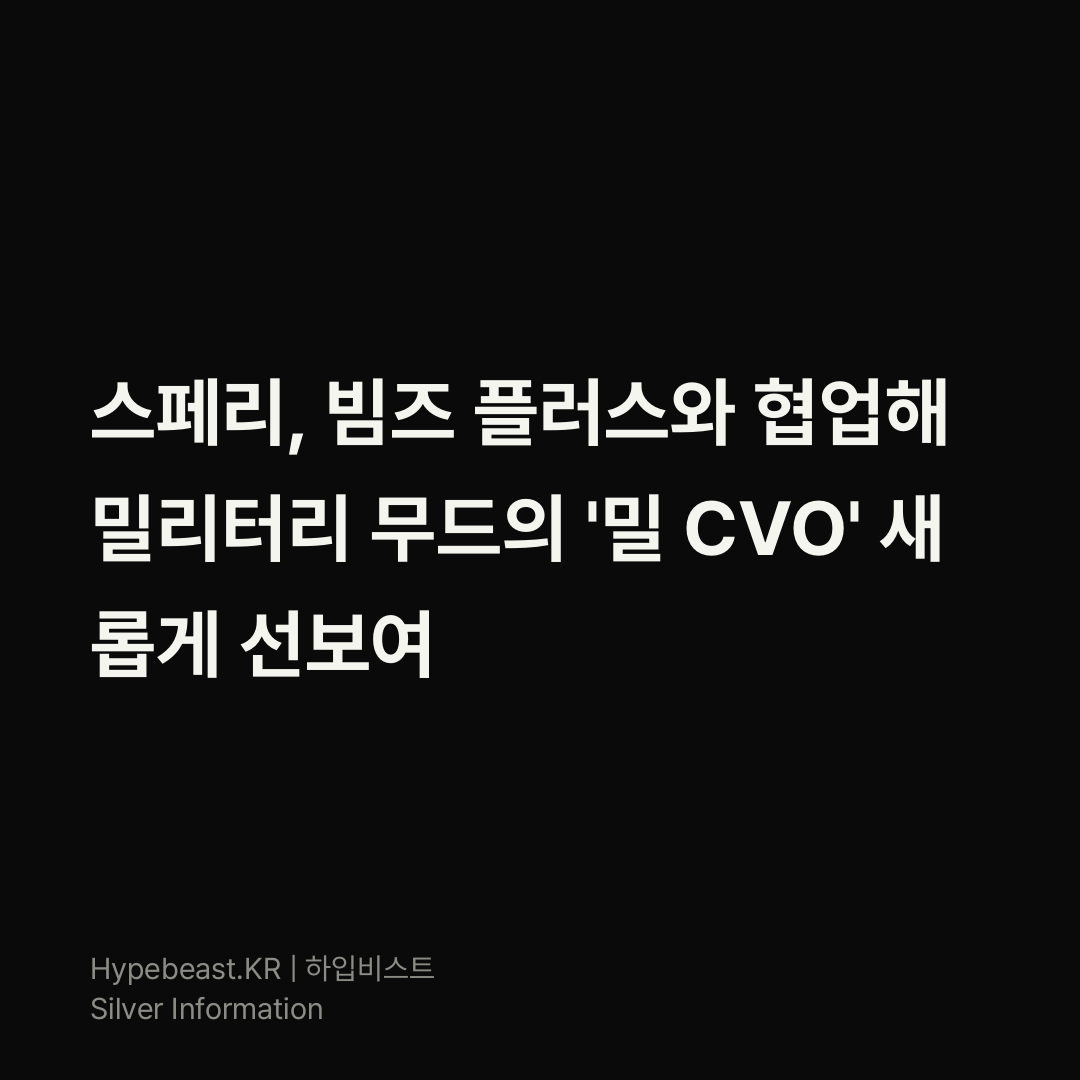 스페리, 빔즈 플러스와 협업해
밀리터리 무드의 '밀 CVO' 새
롭게 선보여
Hypebeast.KR | 하입비스트
Silver Information